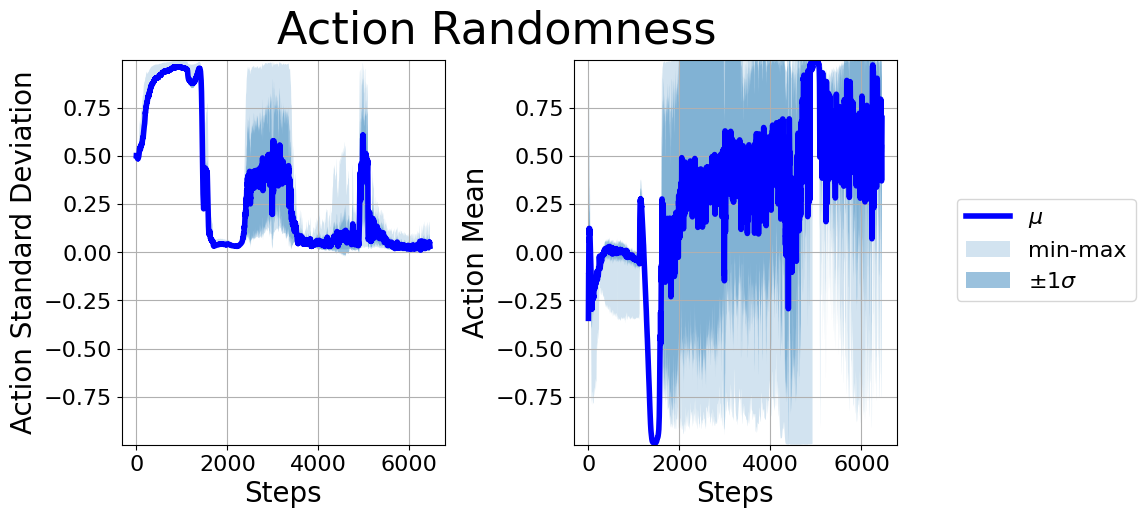 Action Randomness
Action Standard Deviation
0.75
0.50
0.25
0.00
−0.25
−0.50
−0.75
0 2000 4000 6000
Steps
Action Mean
0.75
0.50
0.25
0.00
−0.25
−0.50
−0.75
0 2000 4000 6000
Steps
μ
min-max
±1σ